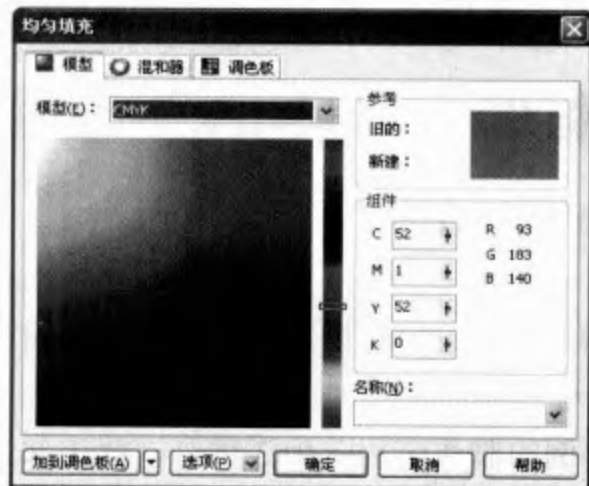 均匀填充
模型 混和器 调色板
模型(E)： CMYK
参考
旧的：
新建：
组件
C 52 R 93
G 183
M 1 B 140
Y 52
K 0
名称(N)：
加到调色板(A) 选项(P) 确定 取消 帮助